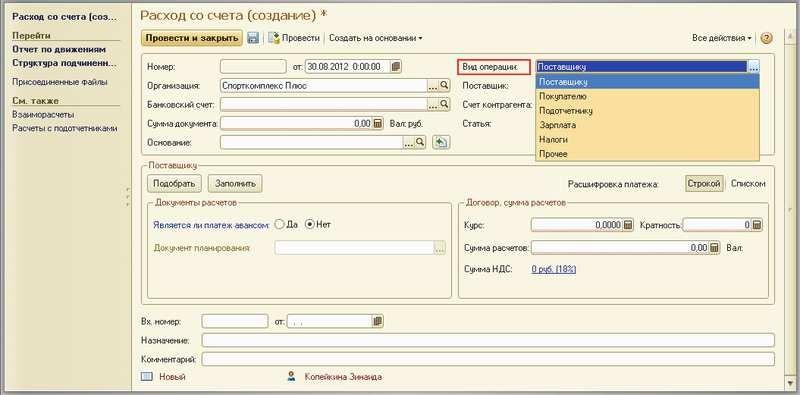 Расход со счета (соз...
Перейти
Отчет по движениям
Структура подчиненн...
Присоединенные файлы
См. также
Взаиморасчеты
Расчеты с подотчетниками
Расход со счета (создание) *
Провести и закрыть Провести Создать на основании Все действия ?
Номер: от: 30.08.2012 0:00:00 Вид операции: Поставщику ...
Организация: Спорткомплекс Плюс ... Поставщик: Поставщику
Банковский счет: ... Счет контрагента: Покупателю
Подотчетнику
Сумма документа: 0,00 Вал: руб. Статья: Зарплата
Основание: ... Налоги
Прочее
Поставщику
Подобрать Заполнить Расшифровка платежа: Строкой Списком
Документы расчетов Договор, сумма расчетов
Является ли платеж авансом: Да Нет Курс: 0,0000 Кратность: 0
Документ планирования: ... Сумма расчетов: 0,00 Вал:
Сумма НДС: 0 руб. (18%)
Вх. номер: от: . .
Назначение:
Комментарий:
Новый Копейкина Зинаида